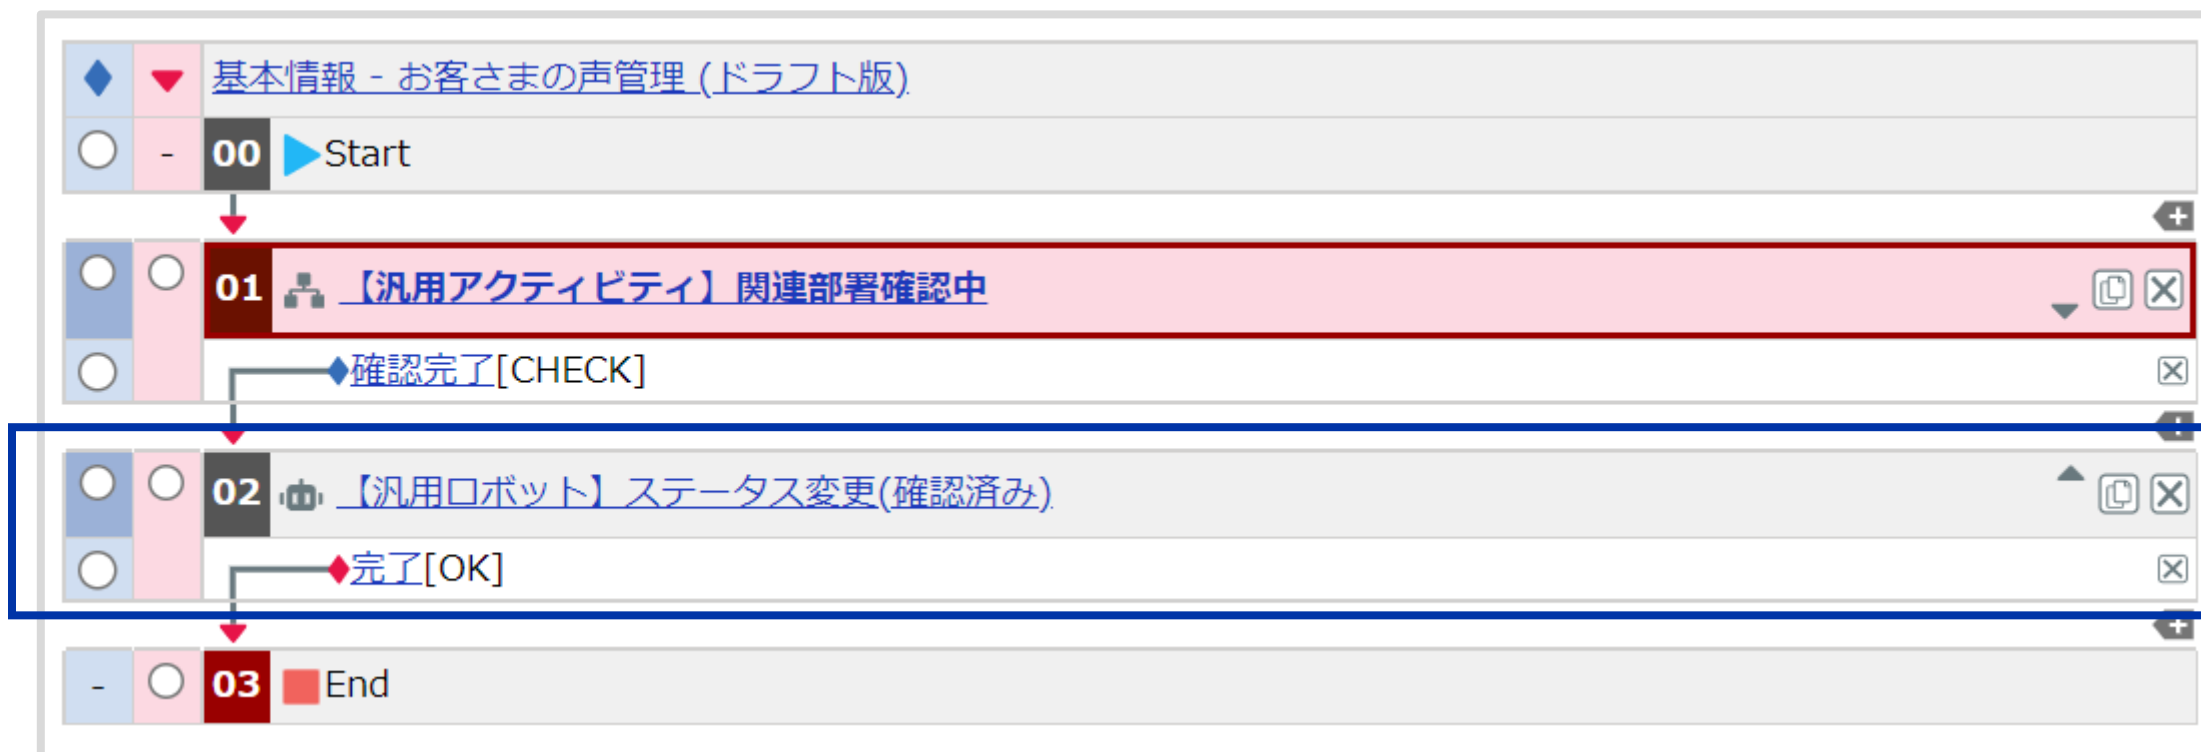 基本情報 - お客さまの声管理 (ドラフト版)
- 00 Start
01 【汎用アクティビティ】関連部署確認中
確認完了[CHECK]
02 【汎用ロボット】ステータス変更(確認済み)
完了[OK]
- 03 End